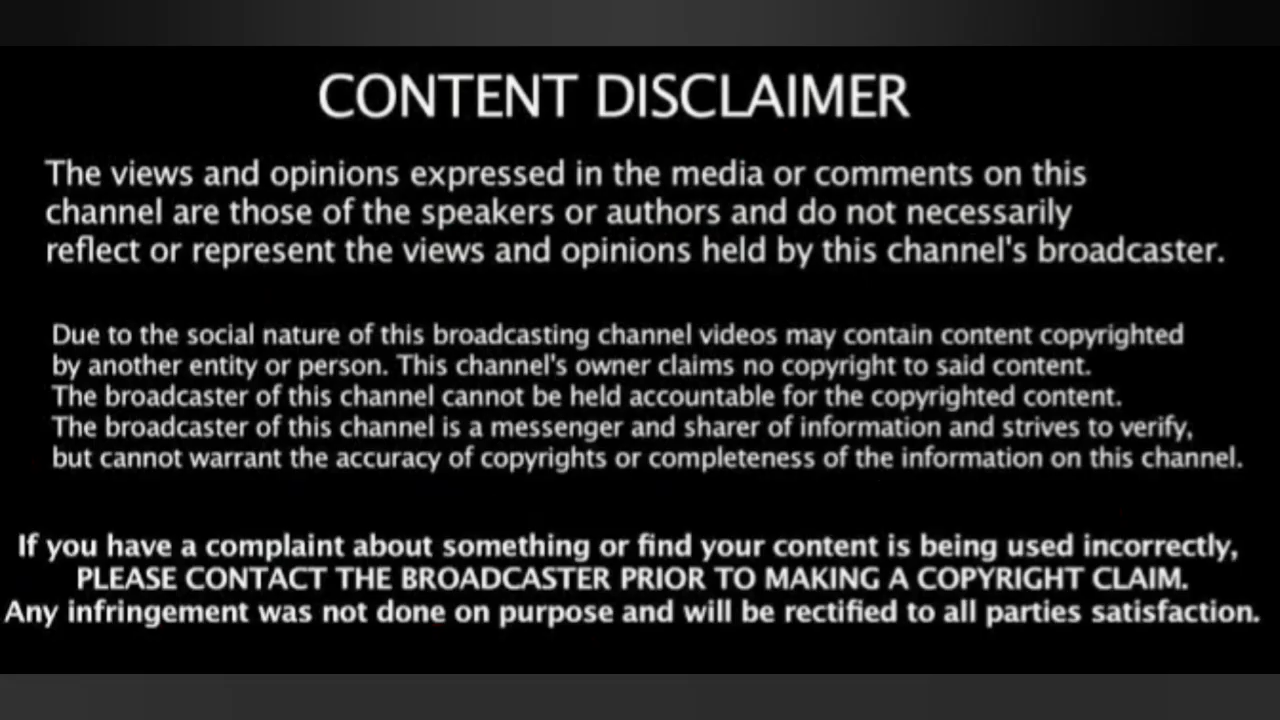 CONTENT DISCLAIMER
The views and opinions expressed in the media or comments on this
channel are those of the speakers or authors and do not necessarily
reflect or represent the views and opinions held by this channel's broadcaster.
Due to the social nature of this broadcasting channel videos may contain content copyrighted
by another entity or person. This channel's owner claims no copyright to said content.
The broadcaster of this channel cannot be held accountable for the copyrighted content.
The broadcaster of this channel is a messenger and sharer of information and strives to verify,
but cannot warrant the accuracy of copyrights or completeness of the information on this channel.
If you have a complaint about something or find your content is being used incorrectly,
PLEASE CONTACT THE BROADCASTER PRIOR TO MAKING A COPYRIGHT CLAIM.
Any infringement was not done on purpose and will be rectified to all parties satisfaction.